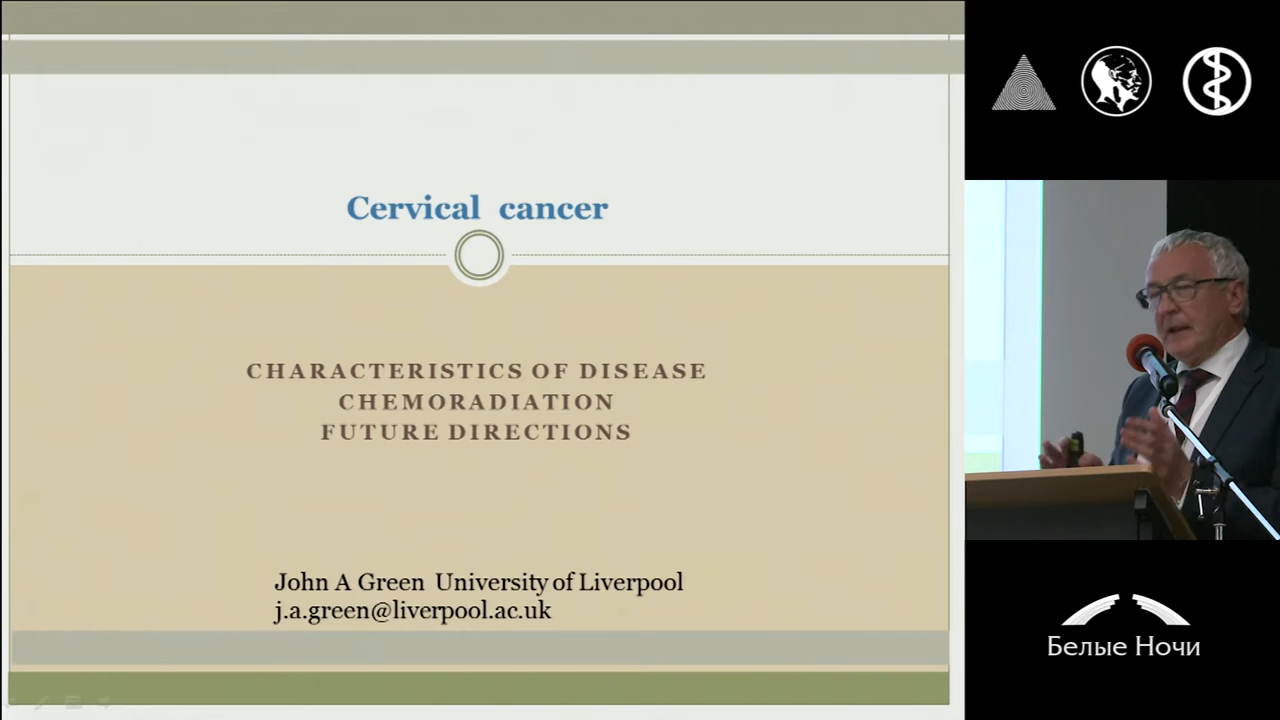 Cervical cancer
CHARACTERISTICS OF DISEASE
CHEMORADIATION
FUTURE DIRECTIONS
John A Green University of Liverpool
j.a.green@liverpool.ac.uk
Белые Ночи